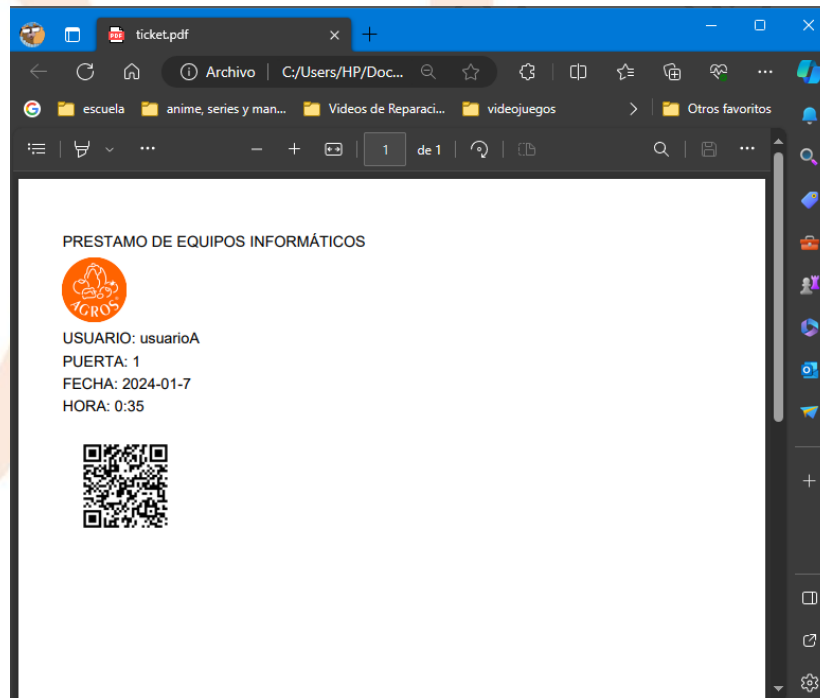 ticket.pdf
Archivo | C:/Users/HP/Doc...
escuela anime, series y man... Videos de Reparaci... videojuegos Otros favoritos
1 de 1
PRESTAMO DE EQUIPOS INFORMÁTICOS
AGROS
USUARIO: usuarioA
PUERTA: 1
FECHA: 2024-01-7
HORA: 0:35